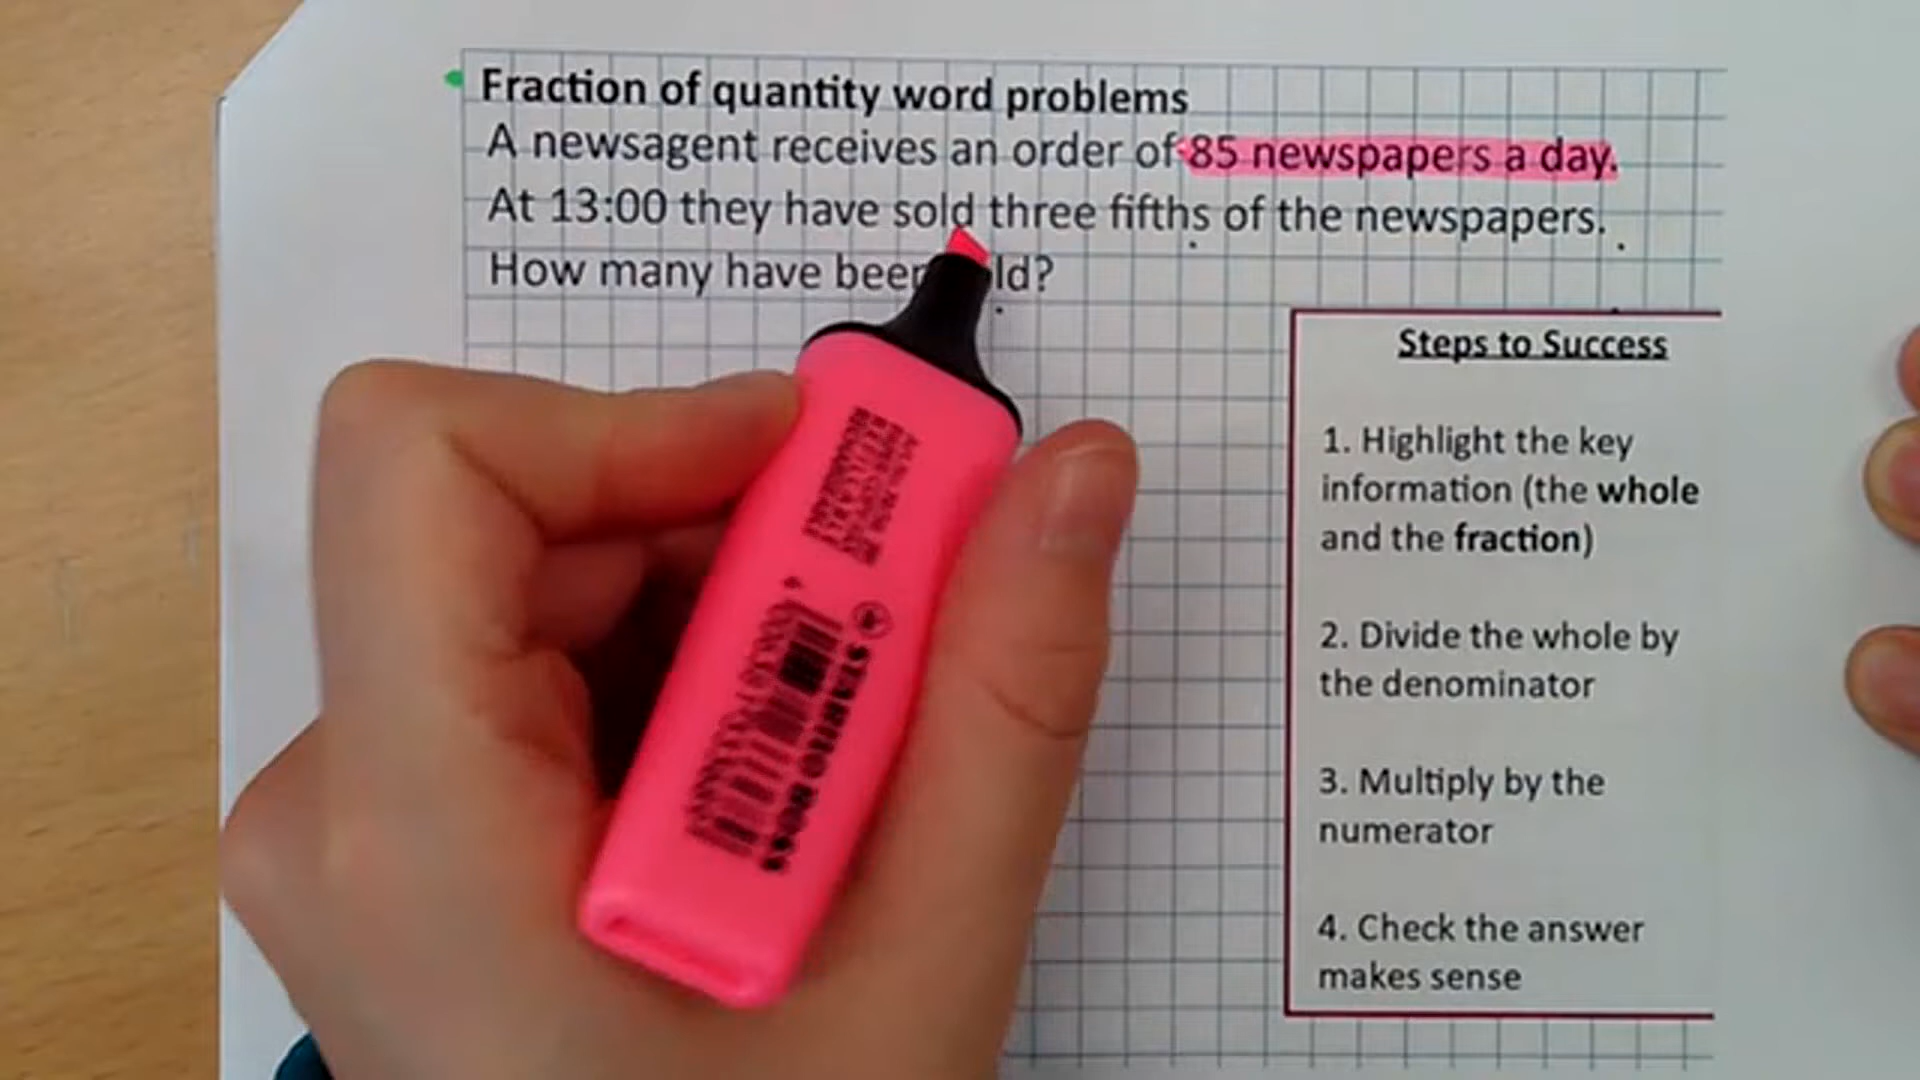 Fraction of quantity word problems
A newsagent receives an order of 85 newspapers a day.
At 13:00 they have sold three fifths of the newspapers.
How many have been ld?
Steps to Success
1. Highlight the key
information (the whole
and the fraction)
2. Divide the whole by
the denominator
3. Multiply by the
numerator
4. Check the answer
makes sense
STABILO BOSS